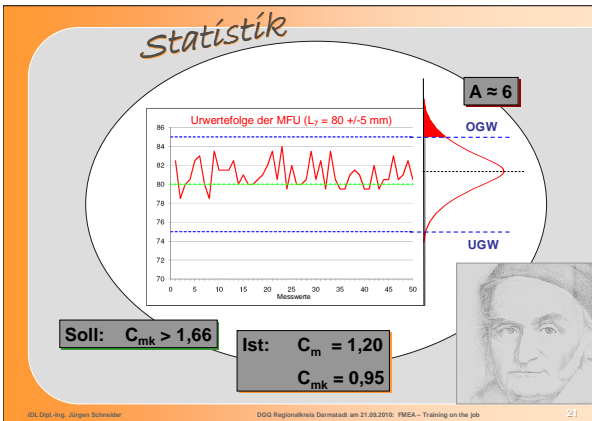 Statistik
A ≈ 6
Urwertefolge der MFU (L7 = 80 +/-5 mm)
86
84
82
80
78
76
74
72
70
0 5 10 15 20 25 30 35 40 45 50
Messwerte
OGW
UGW
Soll: Cmk > 1,66
Ist: Cm = 1,20
Cmk = 0,95
IDL Dipl.-Ing. Jürgen Schneider
DGQ Regionalkreis Darmstadt am 21.09.2010: FMEA – Training on the job
21